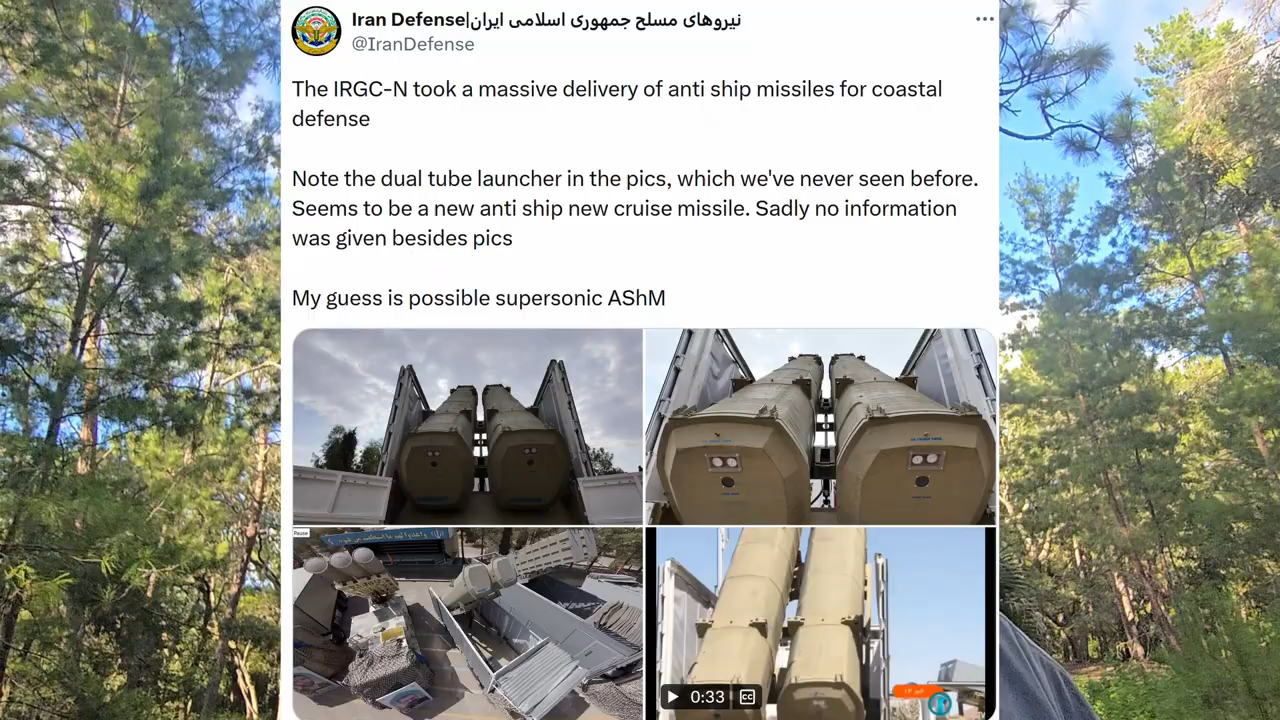 Iran Defense|نیروهای مسلح جمهوری اسلامی ایران
@IranDefense
The IRGC-N took a massive delivery of anti ship missiles for coastal
defense
Note the dual tube launcher in the pics, which we've never seen before.
Seems to be a new anti ship new cruise missile. Sadly no information
was given besides pics
My guess is possible supersonic AShM
Pause
0:33
CC